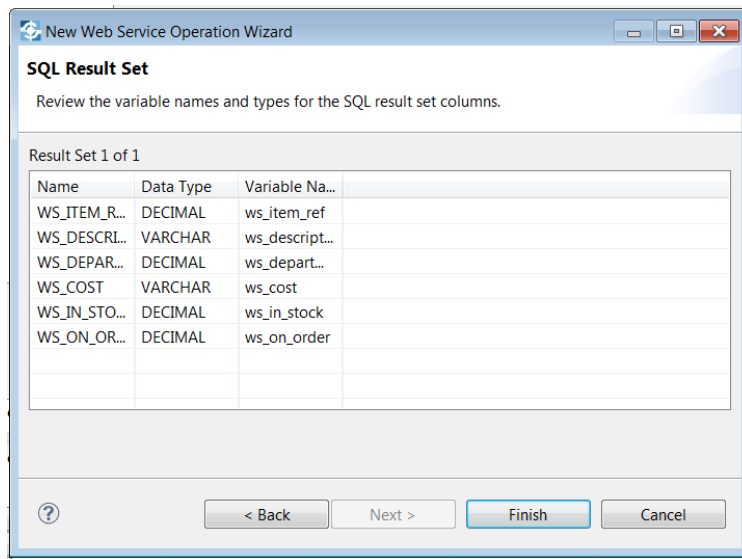 New Web Service Operation Wizard
SQL Result Set
Review the variable names and types for the SQL result set columns.
Result Set 1 of 1
Name Data Type Variable Na...
WS_ITEM_R... DECIMAL ws_item_ref
WS_DESCRI... VARCHAR ws_descript...
WS_DEPAR... DECIMAL ws_depart...
WS_COST VARCHAR ws_cost
WS_IN_STO... DECIMAL ws_in_stock
WS_ON_OR... DECIMAL ws_on_order
? < Back Next > Finish Cancel